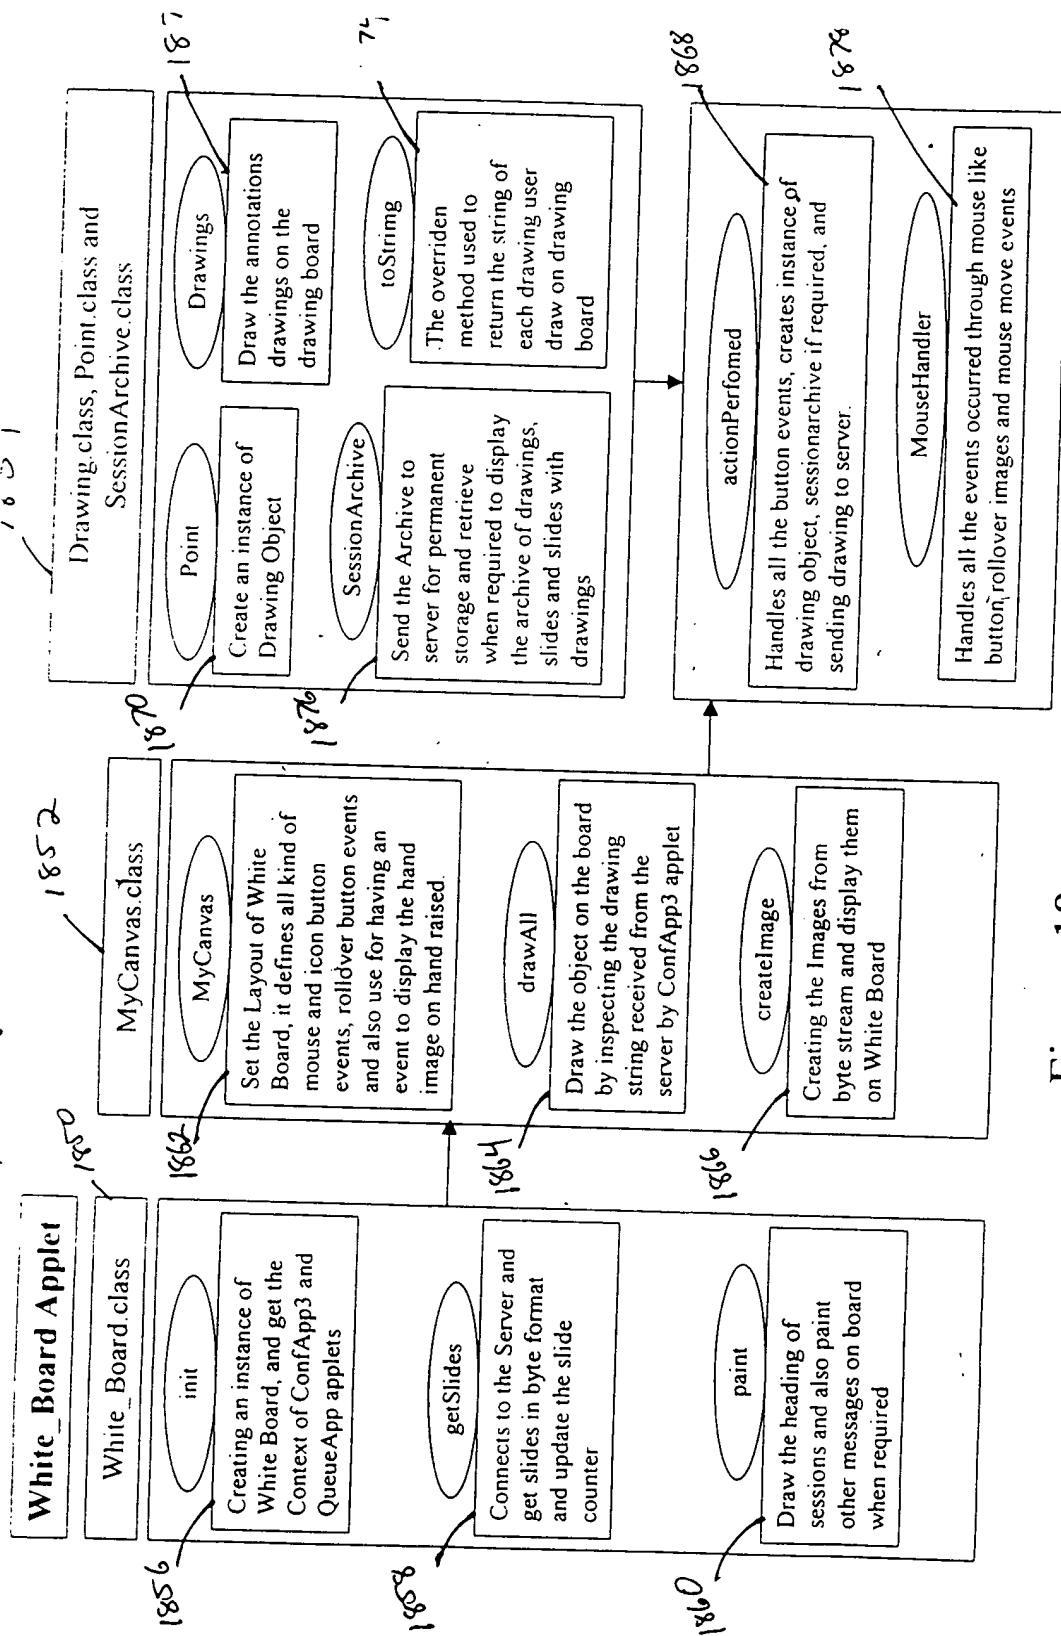 White_Board Applet
White_Board.class
1850
init
Creating an instance of
White Board, and get the
Context of ConfApp3 and
QueueApp applets
1856
getSlides
Connects to the Server and
get slides in byte format
and update the slide
counter
1858
paint
Draw the heading of
sessions and also paint
other messages on board
when required
1860
MyCanvas.class
1852
MyCanvas
Set the Layout of White
Board, it defines all kind of
mouse and icon button
events, rollover button events
and also use for having an
event to display the hand
image on hand raised.
1862
drawAll
Draw the object on the board
by inspecting the drawing
string received from the
server by ConfApp3 applet
1864
createImage
Creating the Images from
byte stream and display them
on White Board
1866
Drawing.class, Point.class and
SessionArchive.class
Point
Create an instance of
Drawing Object
1870
Drawings
Draw the annotations
drawings on the
drawing board
187
SessionArchive
Send the Archive to
server for permanent
storage and retrieve
when required to display
the archive of drawings,
slides and slides with
drawings
1876
toString
.The overriden
method used to
return the string of
each drawing user
draw on drawing
board
74
actionPerfomed
Handles all the button events, creates instance of
drawing object, sessionarchive if required, and
sending drawing to server.
1868
MouseHandler
Handles all the events occurred through mouse like
button rollover images and mouse move events